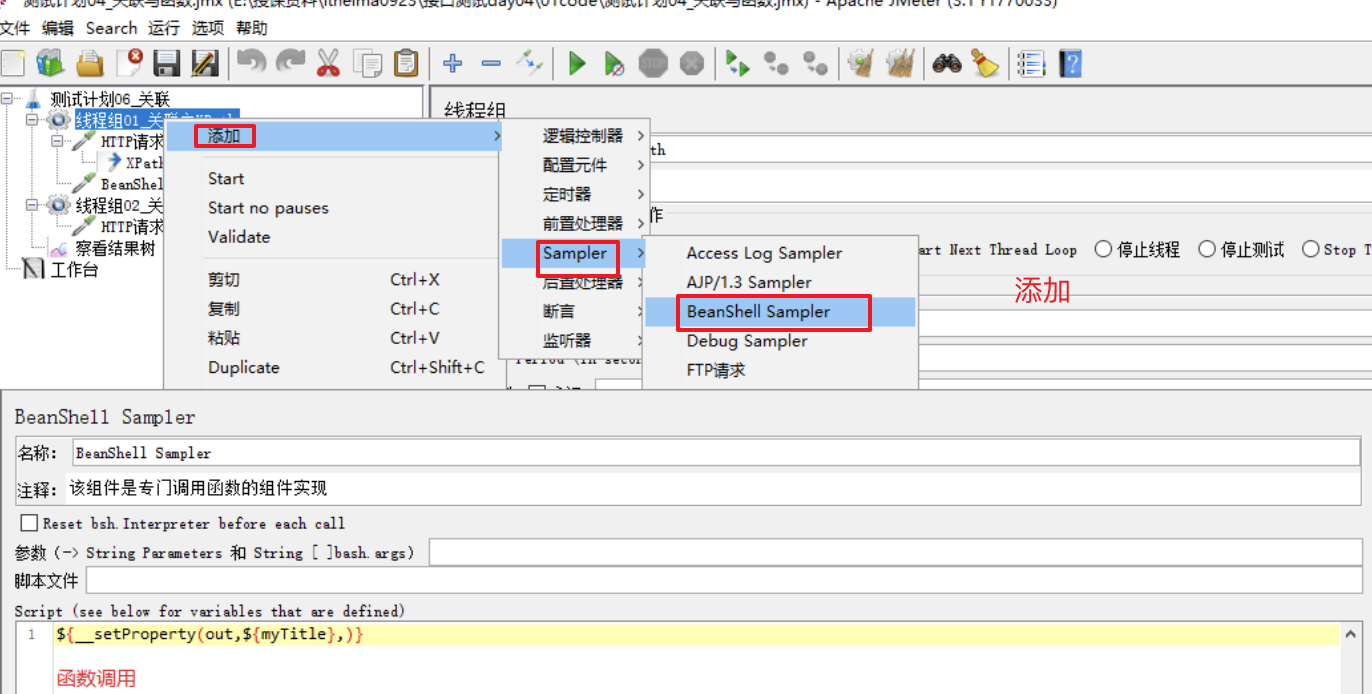 测试计划04_关联与函数.jmx (E:\授课资料\itheima0923\接口测试day04\01code\测试计划04_关联与函数.jmx) - Apache JMeter (3.1 r1770033)
文件 编辑 Search 运行 选项 帮助
测试计划06_关联
线程组01_关联之XPath
线程组
添加
逻辑控制器
th
HTTP请求
XPath
配置元件
Start
BeanShel
定时器
Start no pauses
线程组02_关
前置处理器
作
HTTP请求
Validate
Sampler
Access Log Sampler
art Next Thread Loop
停止线程
停止测试
Stop T
察看结果树
工作台
剪切 Ctrl+X
后置处理器
AJP/1.3 Sampler
添加
复制 Ctrl+C
断言
BeanShell Sampler
粘贴 Ctrl+V
监听器
Debug Sampler
Duplicate Ctrl+Shift+C
FTP请求
BeanShell Sampler
名称: BeanShell Sampler
注释: 该组件是专门调用函数的组件实现
Reset bsh.Interpreter before each call
参数 (-> String Parameters 和 String [ ]bash.args)
脚本文件
Script (see below for variables that are defined)
1 ${__setProperty(out,${myTitle},)}
函数调用